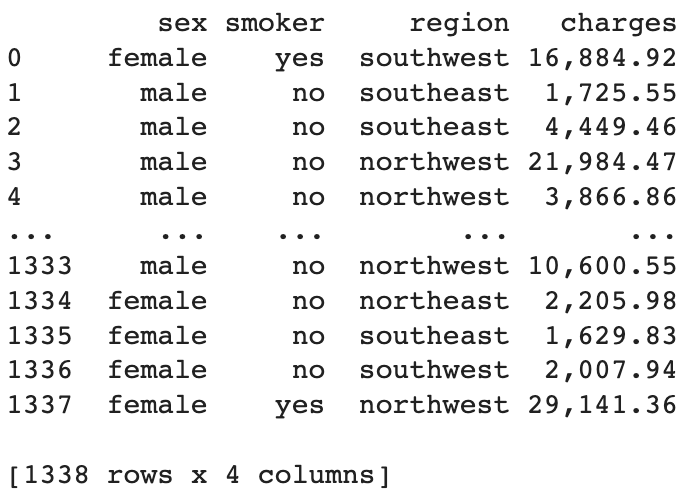 sex smoker region charges
0 female yes southwest 16,884.92
1 male no southeast 1,725.55
2 male no southeast 4,449.46
3 male no northwest 21,984.47
4 male no northwest 3,866.86
... ... ... ... ...
1333 male no northwest 10,600.55
1334 female no northeast 2,205.98
1335 female no southeast 1,629.83
1336 female no southwest 2,007.94
1337 female yes northwest 29,141.36
[1338 rows x 4 columns]